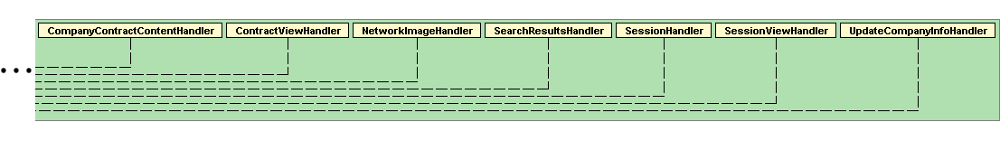 CompanyContractContentHandler ContractViewHandler NetworkImageHandler SearchResultsHandler SessionHandler SessionViewHandler UpdateCompanyInfoHandler